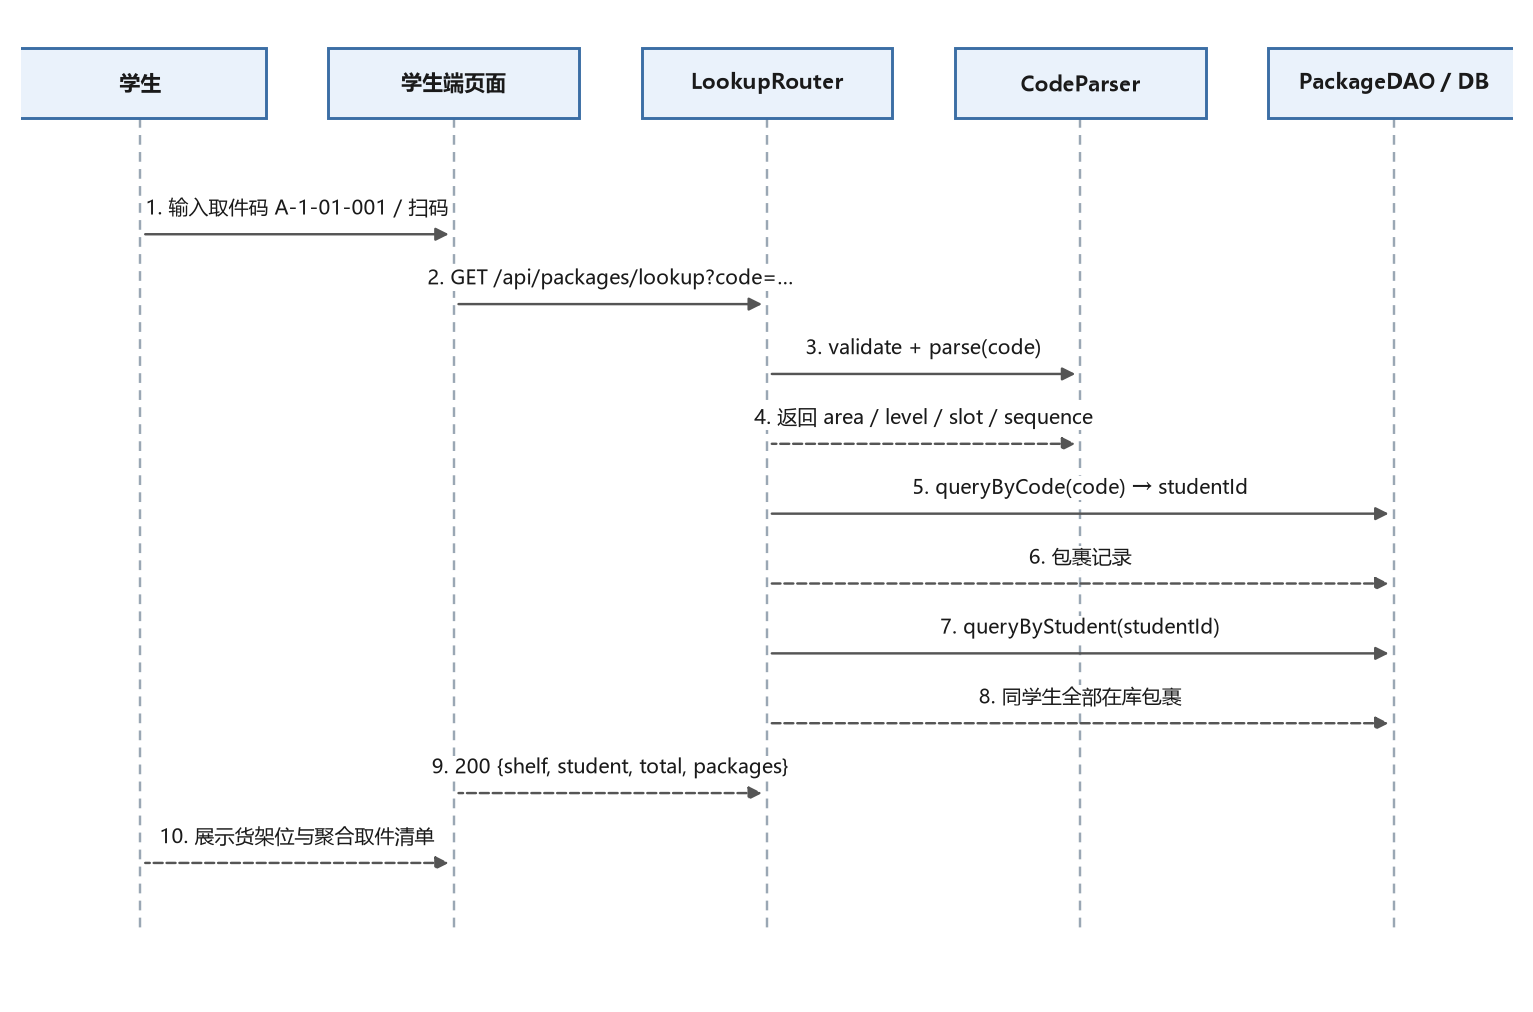 学生
学生端页面
LookupRouter
CodeParser
PackageDAO / DB
1. 输入取件码 A-1-01-001 / 扫码
2. GET /api/packages/lookup?code=...
3. validate + parse(code)
4. 返回 area / level / slot / sequence
5. queryByCode(code) → studentId
6. 包裹记录
7. queryByStudent(studentId)
8. 同学生全部在库包裹
9. 200 {shelf, student, total, packages}
10. 展示货架位与聚合取件清单